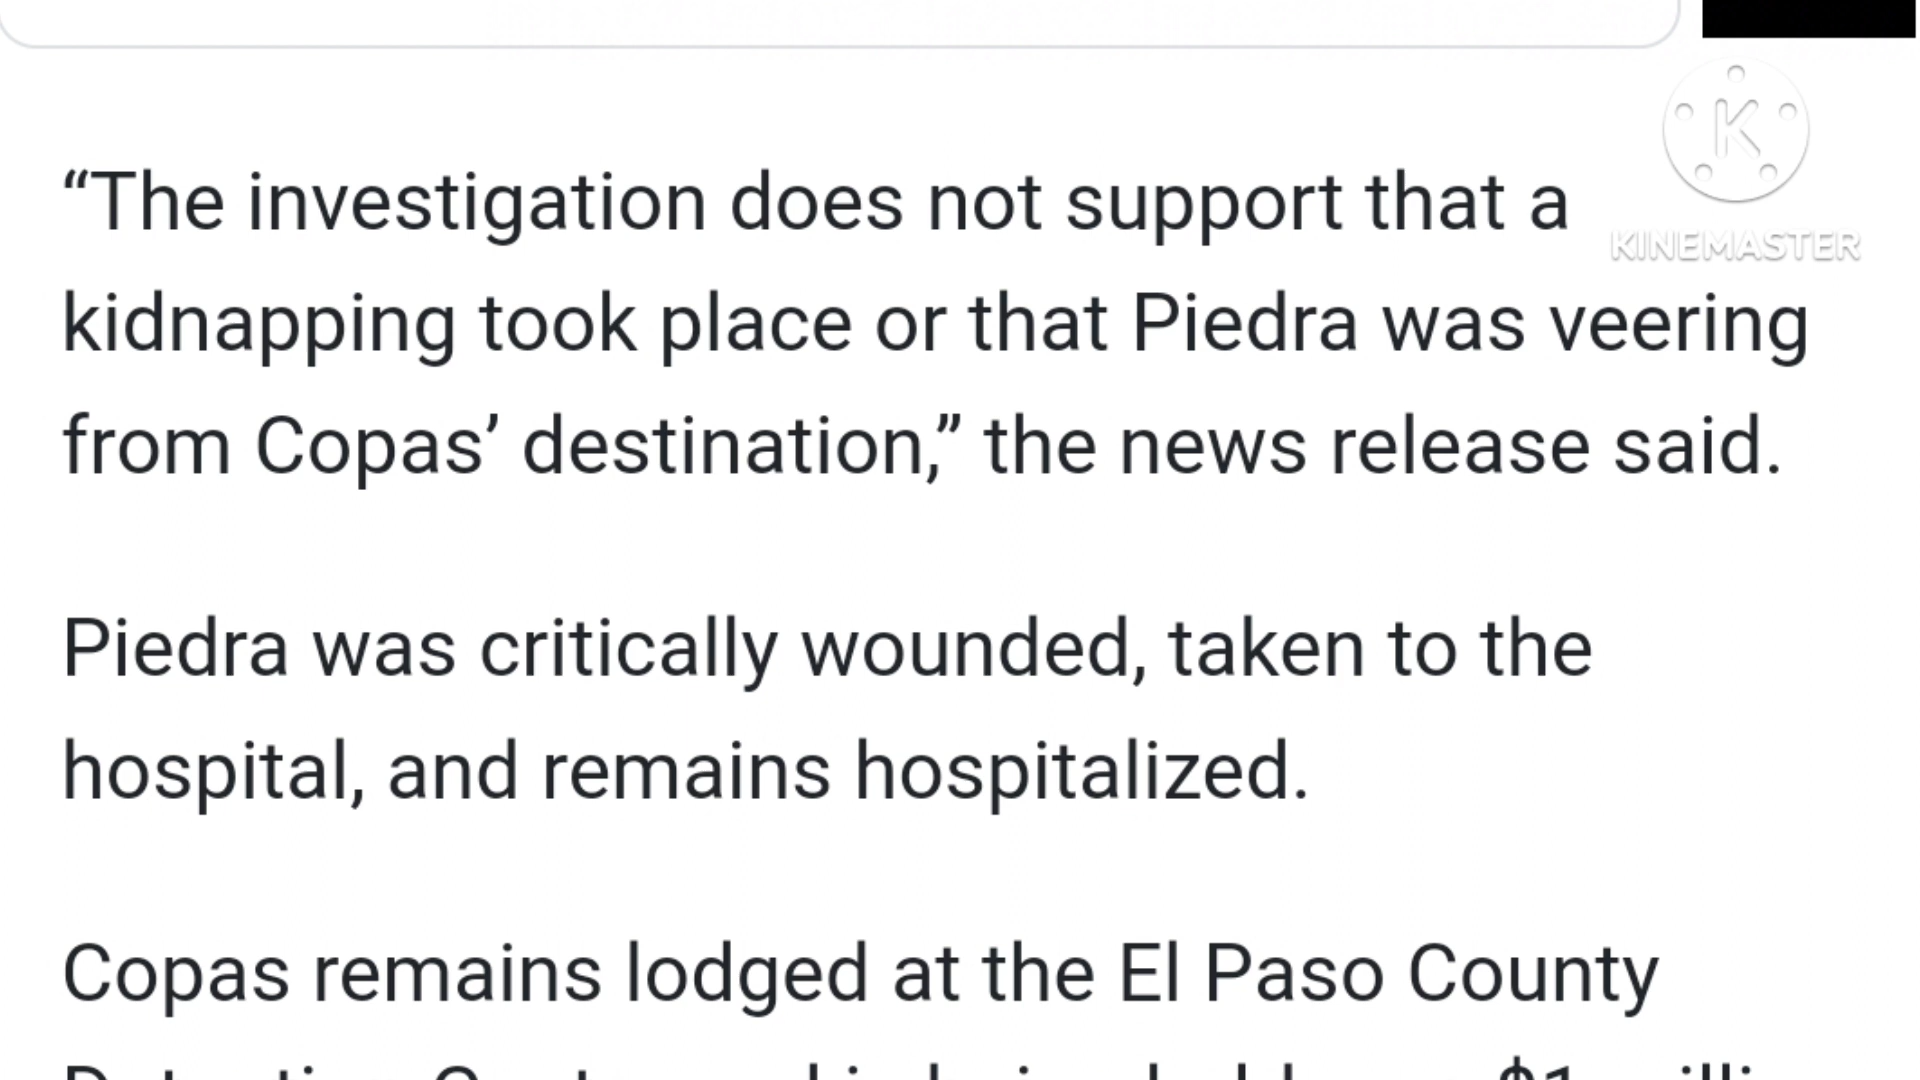 “The investigation does not support that a
KINEMASTER
kidnapping took place or that Piedra was veering
from Copas’ destination,” the news release said.
Piedra was critically wounded, taken to the
hospital, and remains hospitalized.
Copas remains lodged at the El Paso County